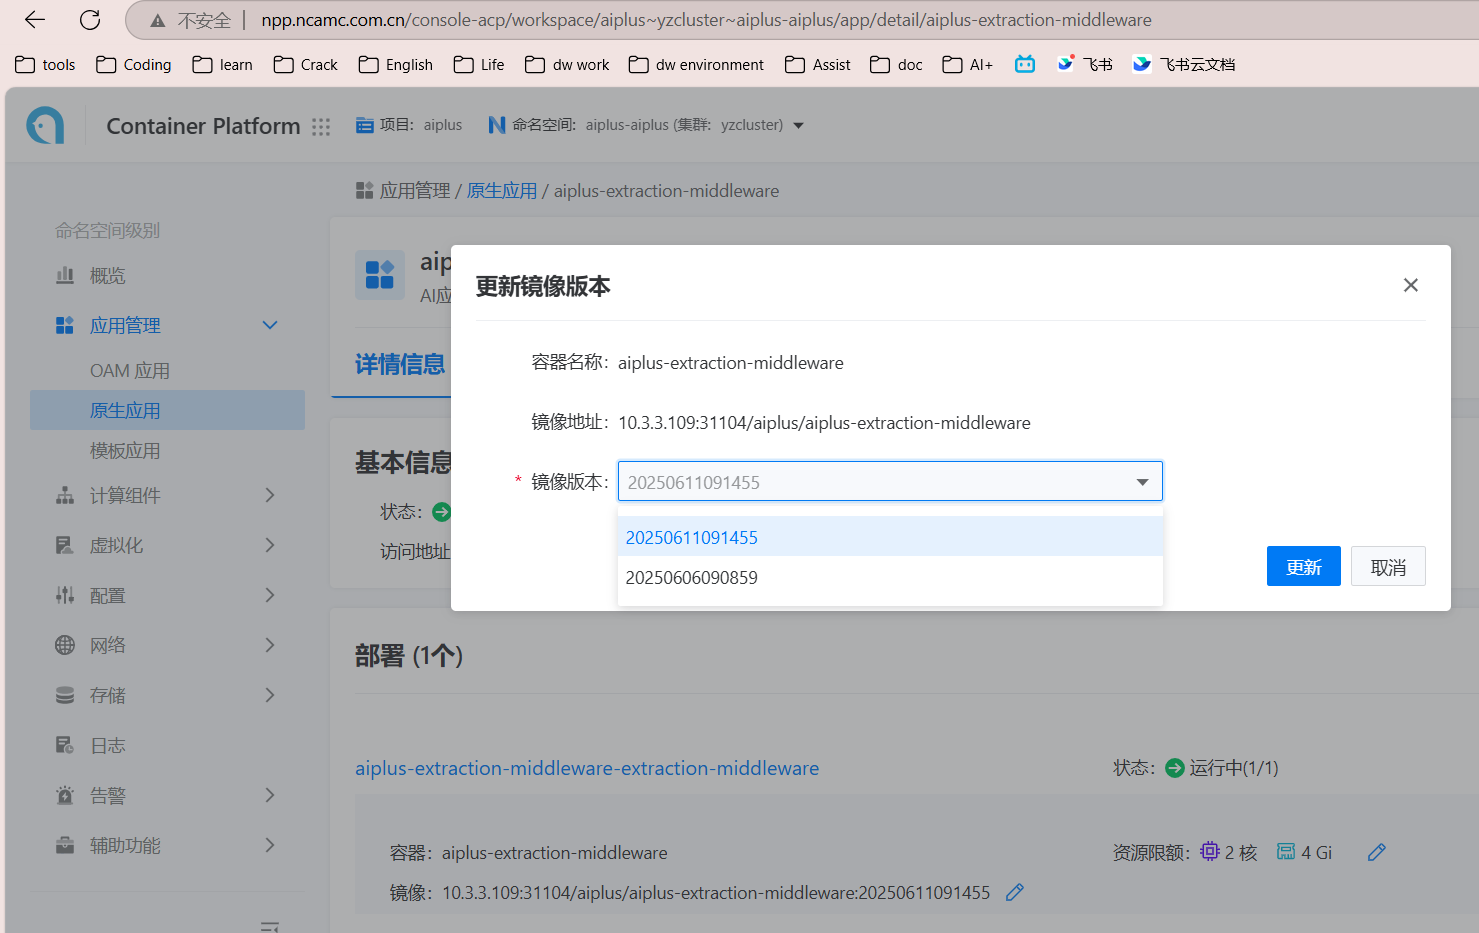 不安全 npp.ncamc.com.cn/console-acp/workspace/aiplus~yzcluster~aiplus-aiplus/app/detail/aiplus-extraction-middleware
tools Coding learn Crack English Life dw work dw environment Assist doc AI+ 飞书 飞书云文档
Container Platform 项目: aiplus N 命名空间: aiplus-aiplus (集群: yzcluster)
应用管理 / 原生应用 / aiplus-extraction-middleware
命名空间级别
概览
应用管理
OAM 应用
原生应用
模板应用
计算组件
虚拟化
配置
网络
存储
日志
告警
辅助功能
aip
AI应
详情信息
基本信息
状态:
访问地址
更新镜像版本
容器名称: aiplus-extraction-middleware
镜像地址: 10.3.3.109:31104/aiplus/aiplus-extraction-middleware
* 镜像版本: 20250611091455
20250611091455
20250606090859
更新 取消
部署 (1个)
aiplus-extraction-middleware-extraction-middleware 状态: 运行中(1/1)
容器: aiplus-extraction-middleware 资源限额: 2 核 4 Gi
镜像: 10.3.3.109:31104/aiplus/aiplus-extraction-middleware:20250611091455